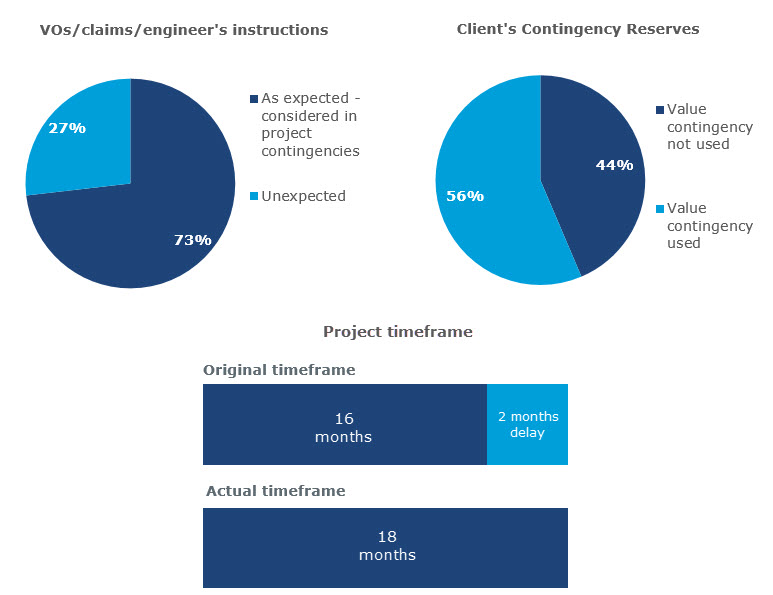 VOs/claims/engineer's instructions
27%
73%
As expected -
considered in
project
contingencies
Unexpected
Client's Contingency Reserves
44%
56%
Value
contingency
not used
Value
contingency
used
Project timeframe
Original timeframe
16
months
2 months
delay
Actual timeframe
18
months